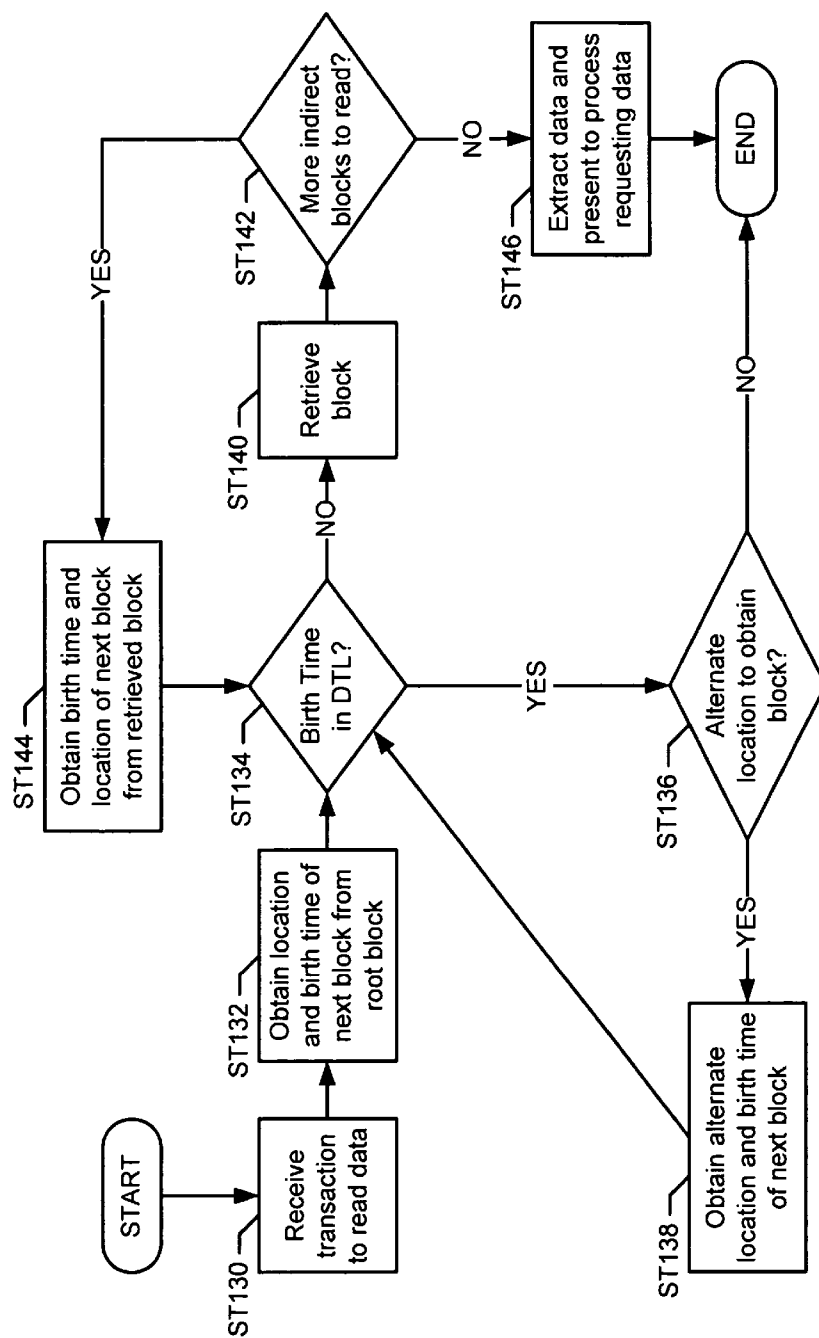 START
ST130
Receive
transaction
to read data
ST132
Obtain location
and birth time of
next block from
root block
ST134
Birth Time
in DTL?
NO
YES
ST140
Retrieve
block
ST142
More indirect
blocks to read?
YES
NO
ST144
Obtain birth time and
location of next block
from retrieved block
ST146
Extract data and
present to process
requesting data
ST136
Alternate
location to obtain
block?
YES
NO
ST138
Obtain alternate
location and birth time
of next block
END